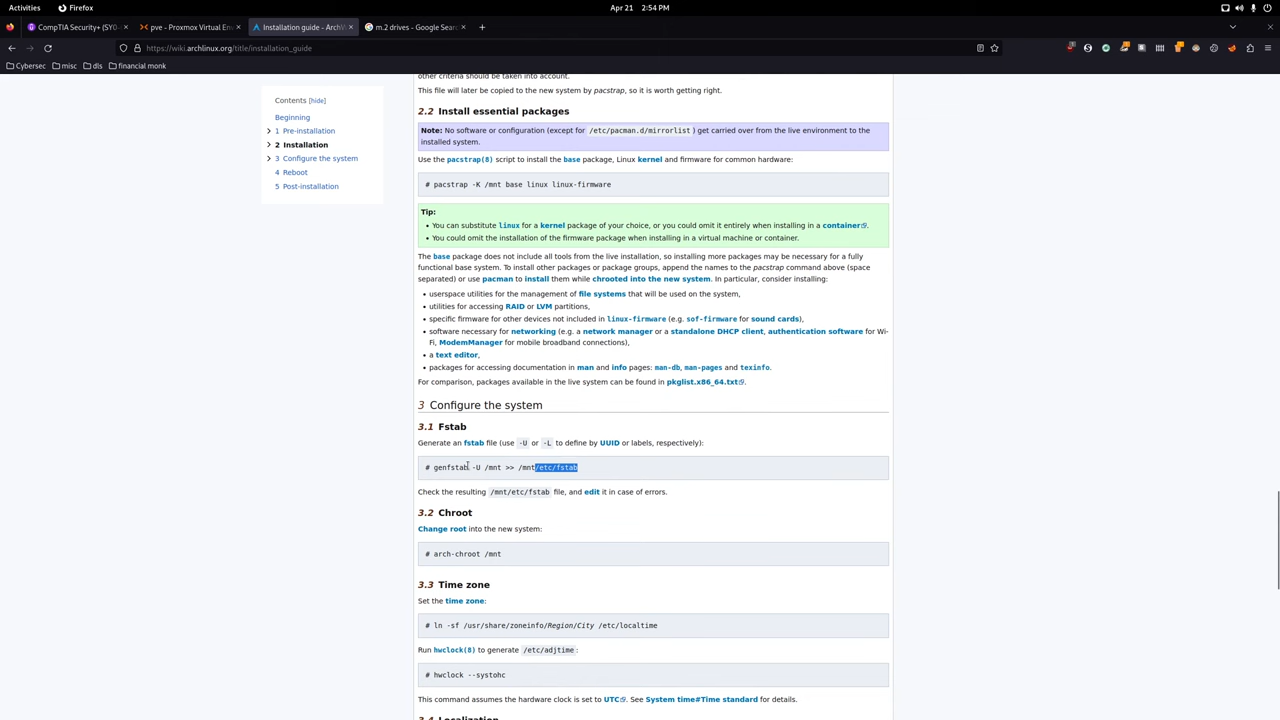 Activities
Firefox
Apr 21 2:54 PM
CompTIA Security+ (SY0-
pve - Proxmox Virtual Env
Installation guide - ArchW
m.2 drives - Google Sear
https://wiki.archlinux.org/title/installation_guide
Cybersec
misc
dls
financial monk
Contents [hide]
Beginning
1 Pre-installation
2 Installation
3 Configure the system
4 Reboot
5 Post-installation
other criteria should be taken into account.
This file will later be copied to the new system by pacstrap, so it is worth getting right.
2.2 Install essential packages
Note: No software or configuration (except for /etc/pacman.d/mirrorlist) get carried over from the live environment to the
installed system.
Use the pacstrap(8) script to install the base package, Linux kernel and firmware for common hardware:
# pacstrap -K /mnt base linux linux-firmware
Tip:
• You can substitute linux for a kernel package of your choice, or you could omit it entirely when installing in a container.
• You could omit the installation of the firmware package when installing in a virtual machine or container.
The base package does not include all tools from the live installation, so installing more packages may be necessary for a fully
functional base system. To install other packages or package groups, append the names to the pacstrap command above (space
separated) or use pacman to install them while chrooted into the new system. In particular, consider installing:
• userspace utilities for the management of file systems that will be used on the system,
• utilities for accessing RAID or LVM partitions,
• specific firmware for other devices not included in linux-firmware (e.g. sof-firmware for sound cards),
• software necessary for networking (e.g. a network manager or a standalone DHCP client, authentication software for Wi-
Fi, ModemManager for mobile broadband connections),
• a text editor,
• packages for accessing documentation in man and info pages: man-db, man-pages and texinfo.
For comparison, packages available in the live system can be found in pkglist.x86_64.txt.
3 Configure the system
3.1 Fstab
Generate an fstab file (use -U or -L to define by UUID or labels, respectively):
# genfstab -U /mnt >> /mnt/etc/fstab
Check the resulting /mnt/etc/fstab file, and edit it in case of errors.
3.2 Chroot
Change root into the new system:
# arch-chroot /mnt
3.3 Time zone
Set the time zone:
# ln -sf /usr/share/zoneinfo/Region/City /etc/localtime
Run hwclock(8) to generate /etc/adjtime:
# hwclock --systohc
This command assumes the hardware clock is set to UTC. See System time#Time standard for details.
3.4 Localization